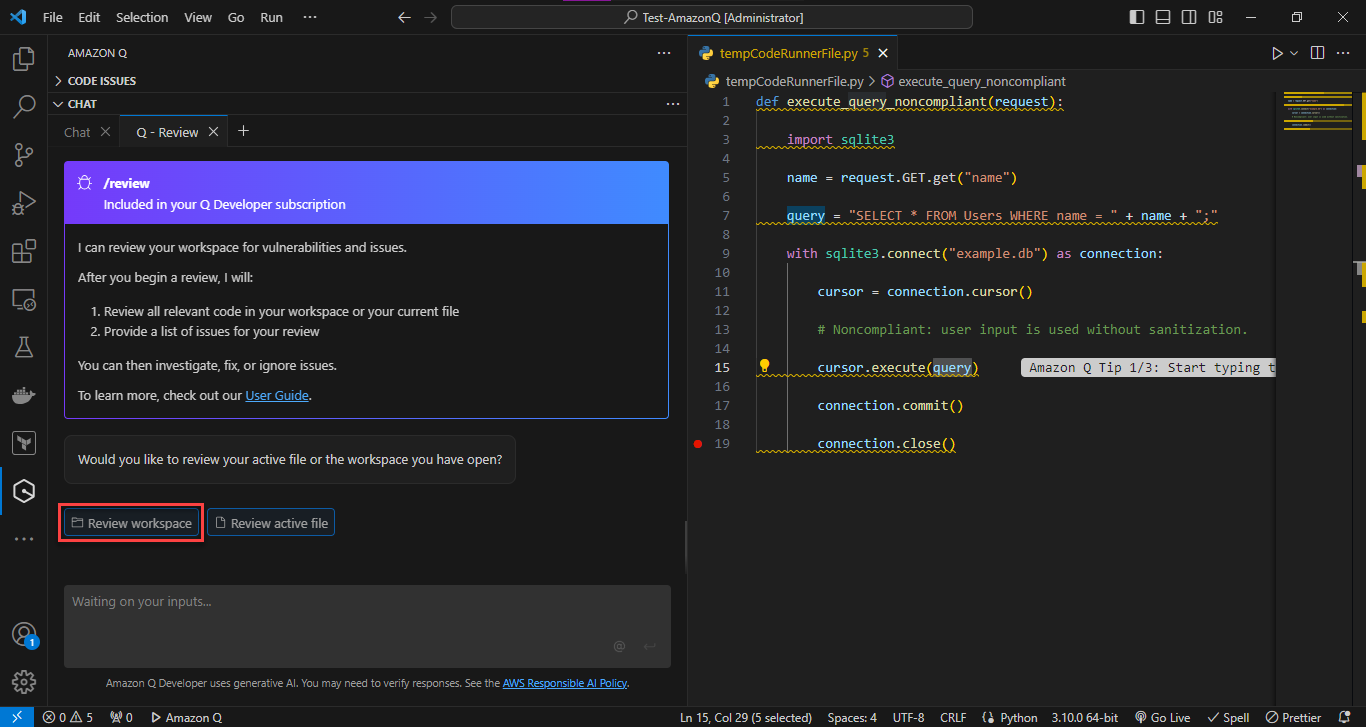 File Edit Selection View Go Run ···
Test-AmazonQ [Administrator]
AMAZON Q
CODE ISSUES
CHAT
Chat
Q - Review
/review
Included in your Q Developer subscription
I can review your workspace for vulnerabilities and issues.
After you begin a review, I will:
1. Review all relevant code in your workspace or your current file
2. Provide a list of issues for your review
You can then investigate, fix, or ignore issues.
To learn more, check out our User Guide.
Would you like to review your active file or the workspace you have open?
Review workspace
Review active file
Waiting on your inputs...
@
Amazon Q Developer uses generative AI. You may need to verify responses. See the AWS Responsible AI Policy.
1
tempCodeRunnerFile.py 5
tempCodeRunnerFile.py > execute_query_noncompliant
1 def execute_query_noncompliant(request):
2
3 import sqlite3
4
5 name = request.GET.get("name")
6
7 query = "SELECT * FROM Users WHERE name = " + name + ";"
8
9 with sqlite3.connect("example.db") as connection:
10
11 cursor = connection.cursor()
12
13 # Noncompliant: user input is used without sanitization.
14
15 cursor.execute(query) Amazon Q Tip 1/3: Start typing t
16
17 connection.commit()
18
19 connection.close()
0 5 0 Amazon Q Ln 15, Col 29 (5 selected) Spaces: 4 UTF-8 CRLF Python 3.10.0 64-bit Go Live Spell Prettier